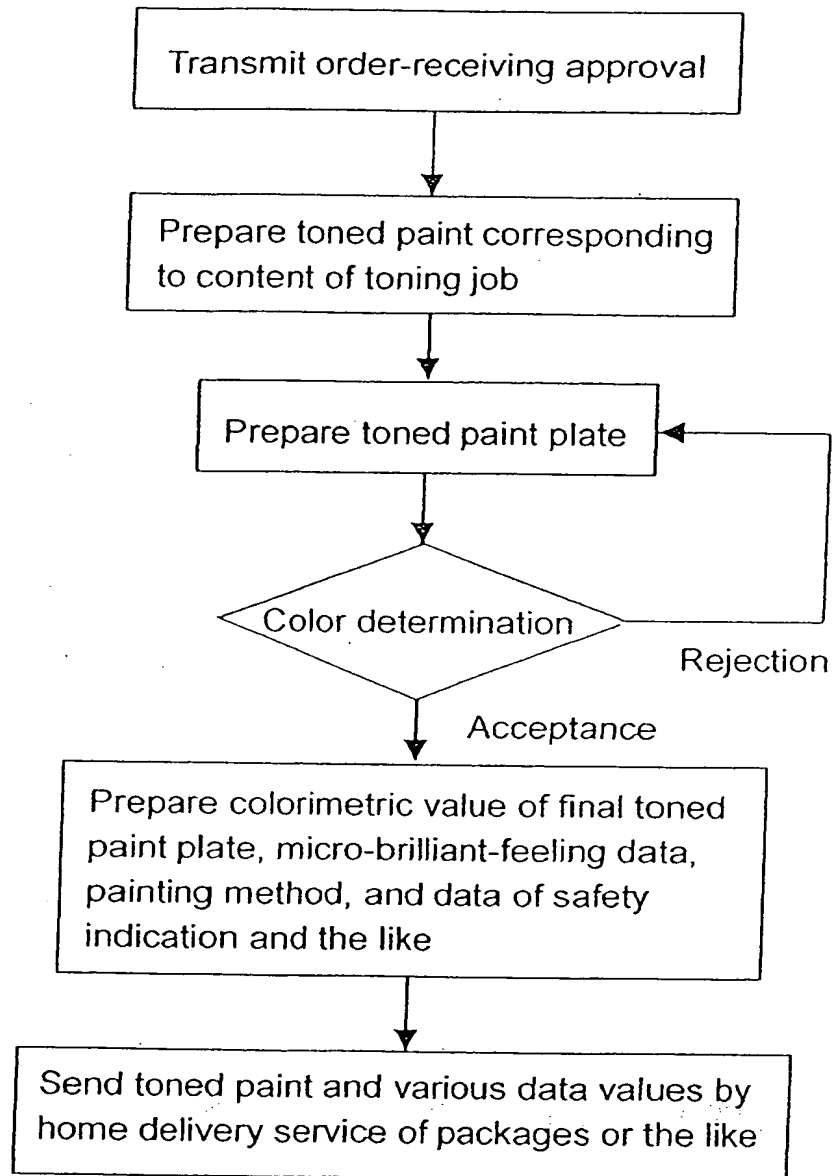 Transmit order-receiving approval
Prepare toned paint corresponding
to content of toning job
Prepare toned paint plate
Color determination
Rejection
Acceptance
Prepare colorimetric value of final toned
paint plate, micro-brilliant-feeling data,
painting method, and data of safety
indication and the like
Send toned paint and various data values by
home delivery service of packages or the like